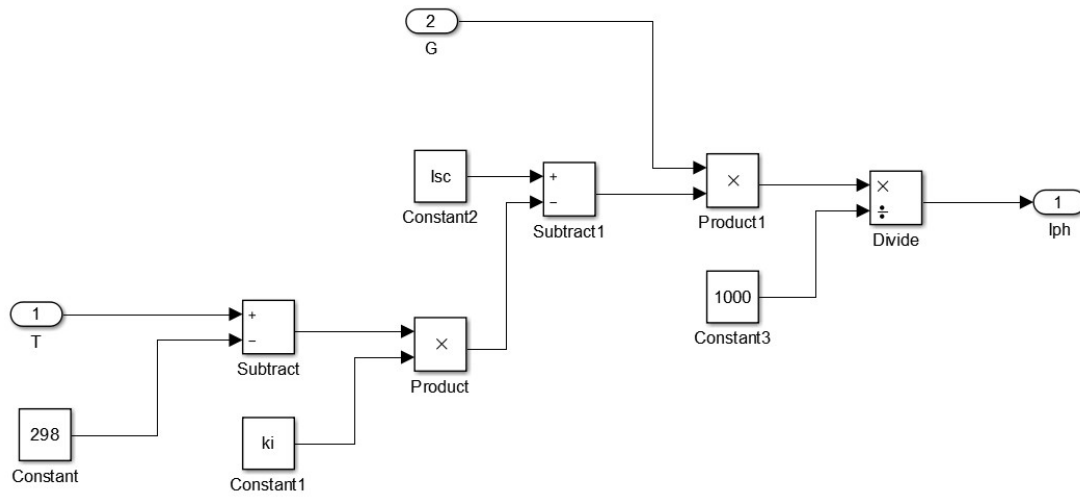 2
G
Isc
Constant2
+
−
Subtract1
×
Product1
×
÷
Divide
1
Iph
1000
Constant3
1
T
+
−
Subtract
×
Product
298
Constant
ki
Constant1